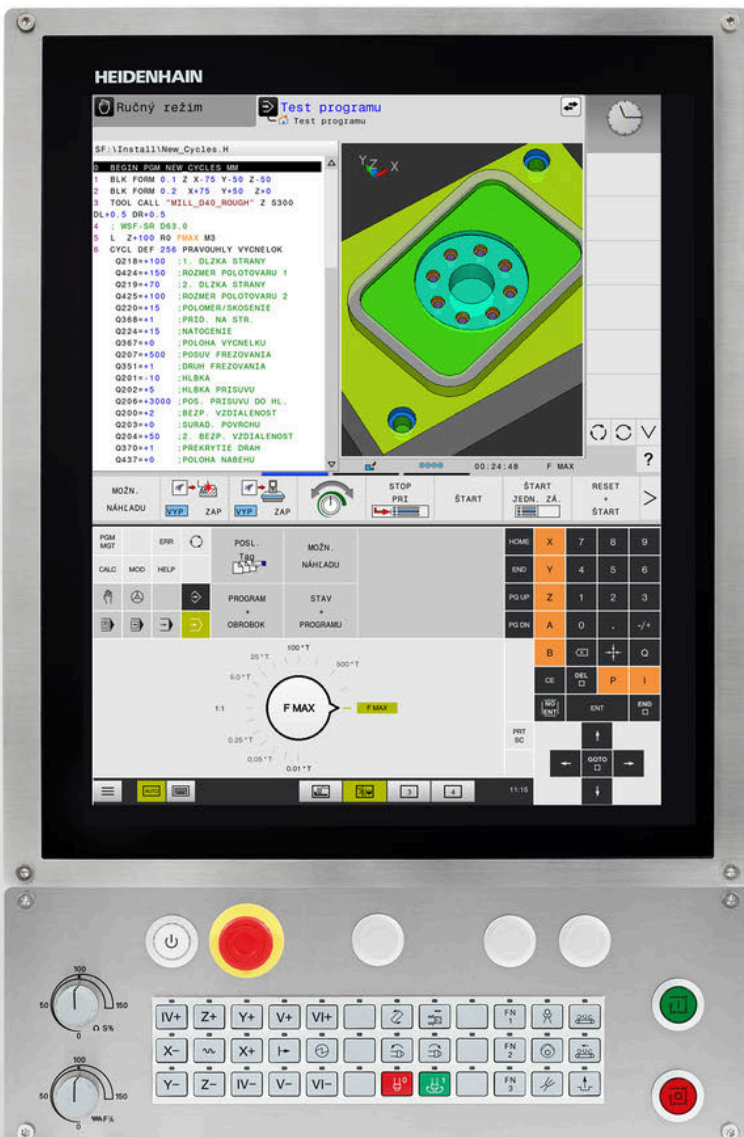 HEIDENHAIN
Ručný režim
Test programu
Test programu
SF:\Install\New_Cycles.H
0 BEGIN PGM NEW_CYCLES MM
1 BLK FORM 0.1 Z X-75 Y-50 Z-50
2 BLK FORM 0.2 X+75 Y+50 Z+0
3 TOOL CALL "MILL_D40_ROUGH" Z S300
DL+0.5 DR+0.5
4 ; WSF-SR D63.0
5 L Z+100 R0 FMAX M3
6 CYCL DEF 256 PRAVOUHLY VYCNELOK
Q218=+100 ;1. DLZKA STRANY
Q424=+150 ;ROZMER POLOTOVARU 1
Q219=+70 ;2. DLZKA STRANY
Q425=+100 ;ROZMER POLOTOVARU 2
Q220=+15 ;POLOMER/SKOSENIE
Q368=+1 ;PRID. NA STR.
Q224=+15 ;NATOCENIE
Q367=+0 ;POLOHA VYCNELKU
Q207=+500 ;POSUV FREZOVANIA
Q351=+1 ;DRUH FREZOVANIA
Q201=-10 ;HLBKA
Q202=+5 ;HLBKA PRISUVU
Q206=+3000 ;POS. PRISUVU DO HL.
Q200=+2 ;BEZP. VZDIALENOST
Q203=+0 ;SURAD. POVRCHU
Q204=+50 ;2. BEZP. VZDIALENOST
Q370=+1 ;PREKRYTIE DRAH
Q437=+0 ;POLOHA NABEHU
Y Z X
00:24:48 F MAX
?
MOŽN.
NÁHĽADU
VYP ZAP
VYP ZAP
STOP
PRI
ŠTART
ŠTART
JEDN. ZÁ.
RESET
+
ŠTART
PGM
MGT
ERR
CALC MOD HELP
POSL.
Tag
MOŽN.
NÁHĽADU
PROGRAM
+
OBROBOK
STAV
+
PROGRAMU
HOME X 7 8 9
END Y 4 5 6
PG UP Z 1 2 3
PG DN A 0 . -/+
B Q
CE DEL P I
NO
ENT
ENT END
PRT
SC
GOTO
100*T
25*T
500*T
5.0*T
1:1
F MAX
F MAX
0.25*T
0.05*T
0.01*T
AUTO
3
4
11:15
100
50 150
0
S%
100
50 150
0
F%
IV+ Z+ Y+ V+ VI+ FN 1
X- X+ FN 2
Y- Z- IV- V- VI- 0 1 FN 3